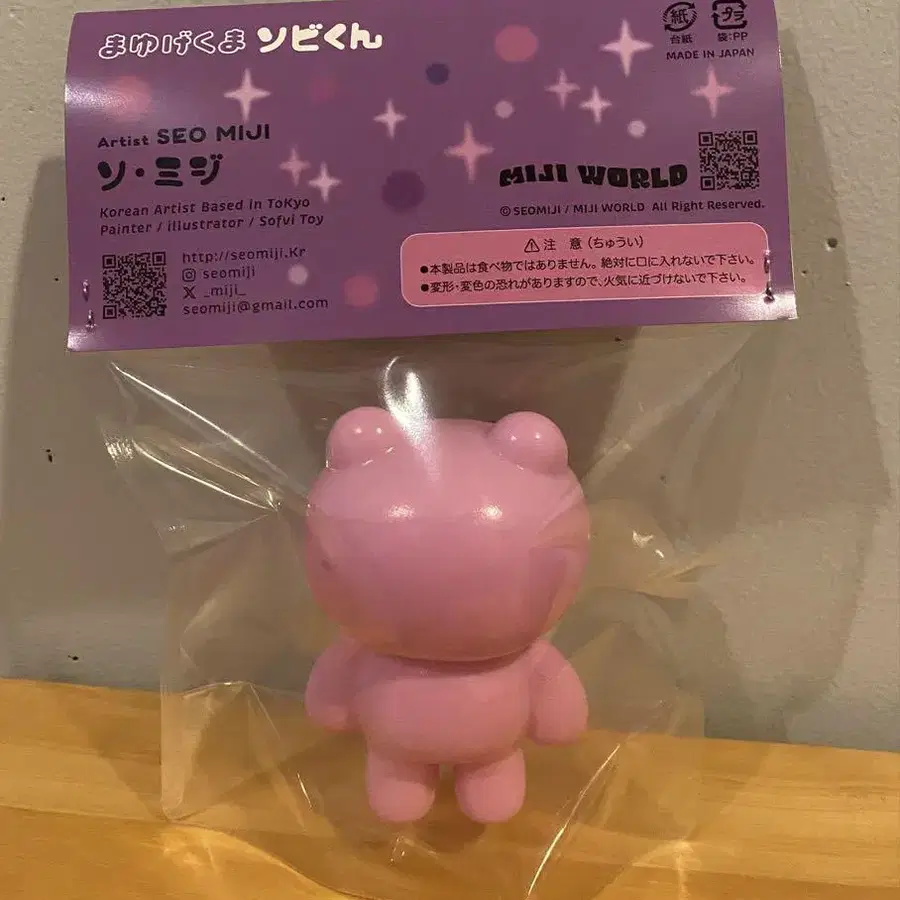 まゆげくま ソビくん
紙
台紙
プラ
袋:PP
MADE IN JAPAN
Artist SEO MIJI
ソ・ミジ
Korean Artist Based in ToKyo
Painter / illustrator / Sofvi Toy
http://seomiji.Kr
seomiji
_miji_
seomiji@gmail.com
MIJI WORLD
©SEOMIJI / MIJI WORLD All Right Reserved.
⚠注 意(ちゅうい)
●本製品は食べ物ではありません。絶対に口に入れないで下さい。
●変形・変色の恐れがありますので、火気に近づけないで下さい。